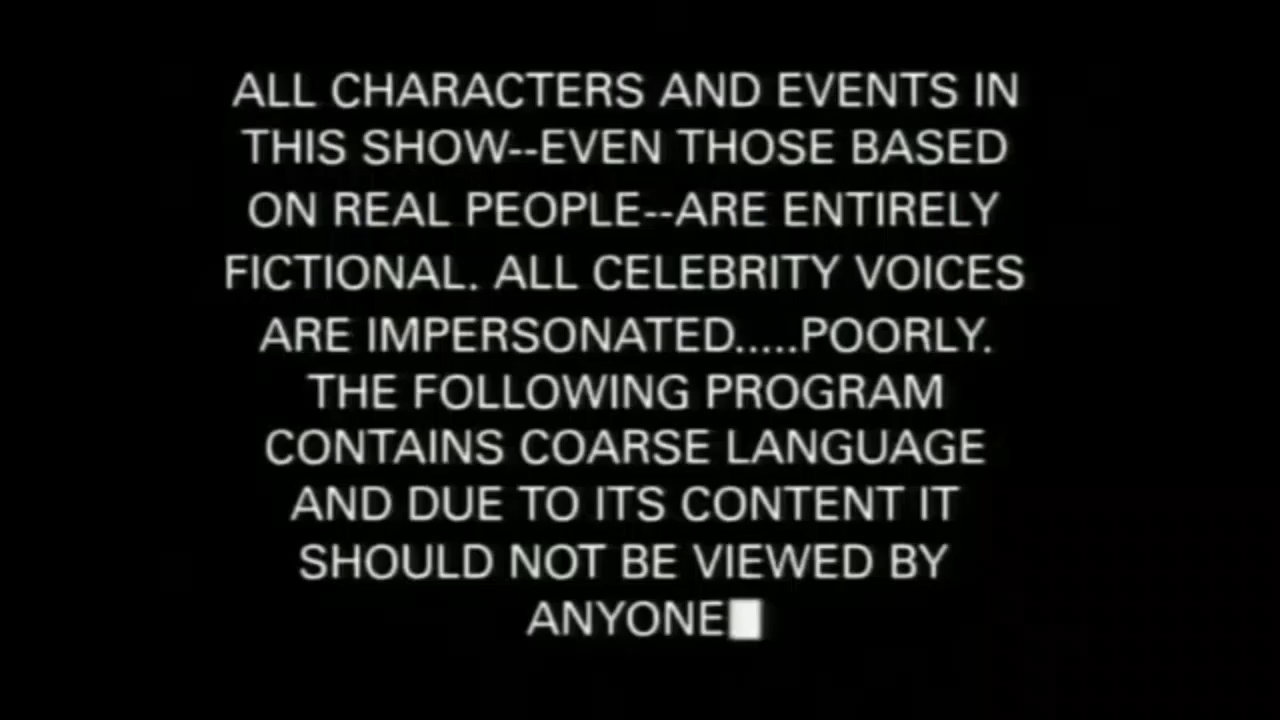 ALL CHARACTERS AND EVENTS IN
THIS SHOW--EVEN THOSE BASED
ON REAL PEOPLE--ARE ENTIRELY
FICTIONAL. ALL CELEBRITY VOICES
ARE IMPERSONATED.....POORLY.
THE FOLLOWING PROGRAM
CONTAINS COARSE LANGUAGE
AND DUE TO ITS CONTENT IT
SHOULD NOT BE VIEWED BY
ANYONE